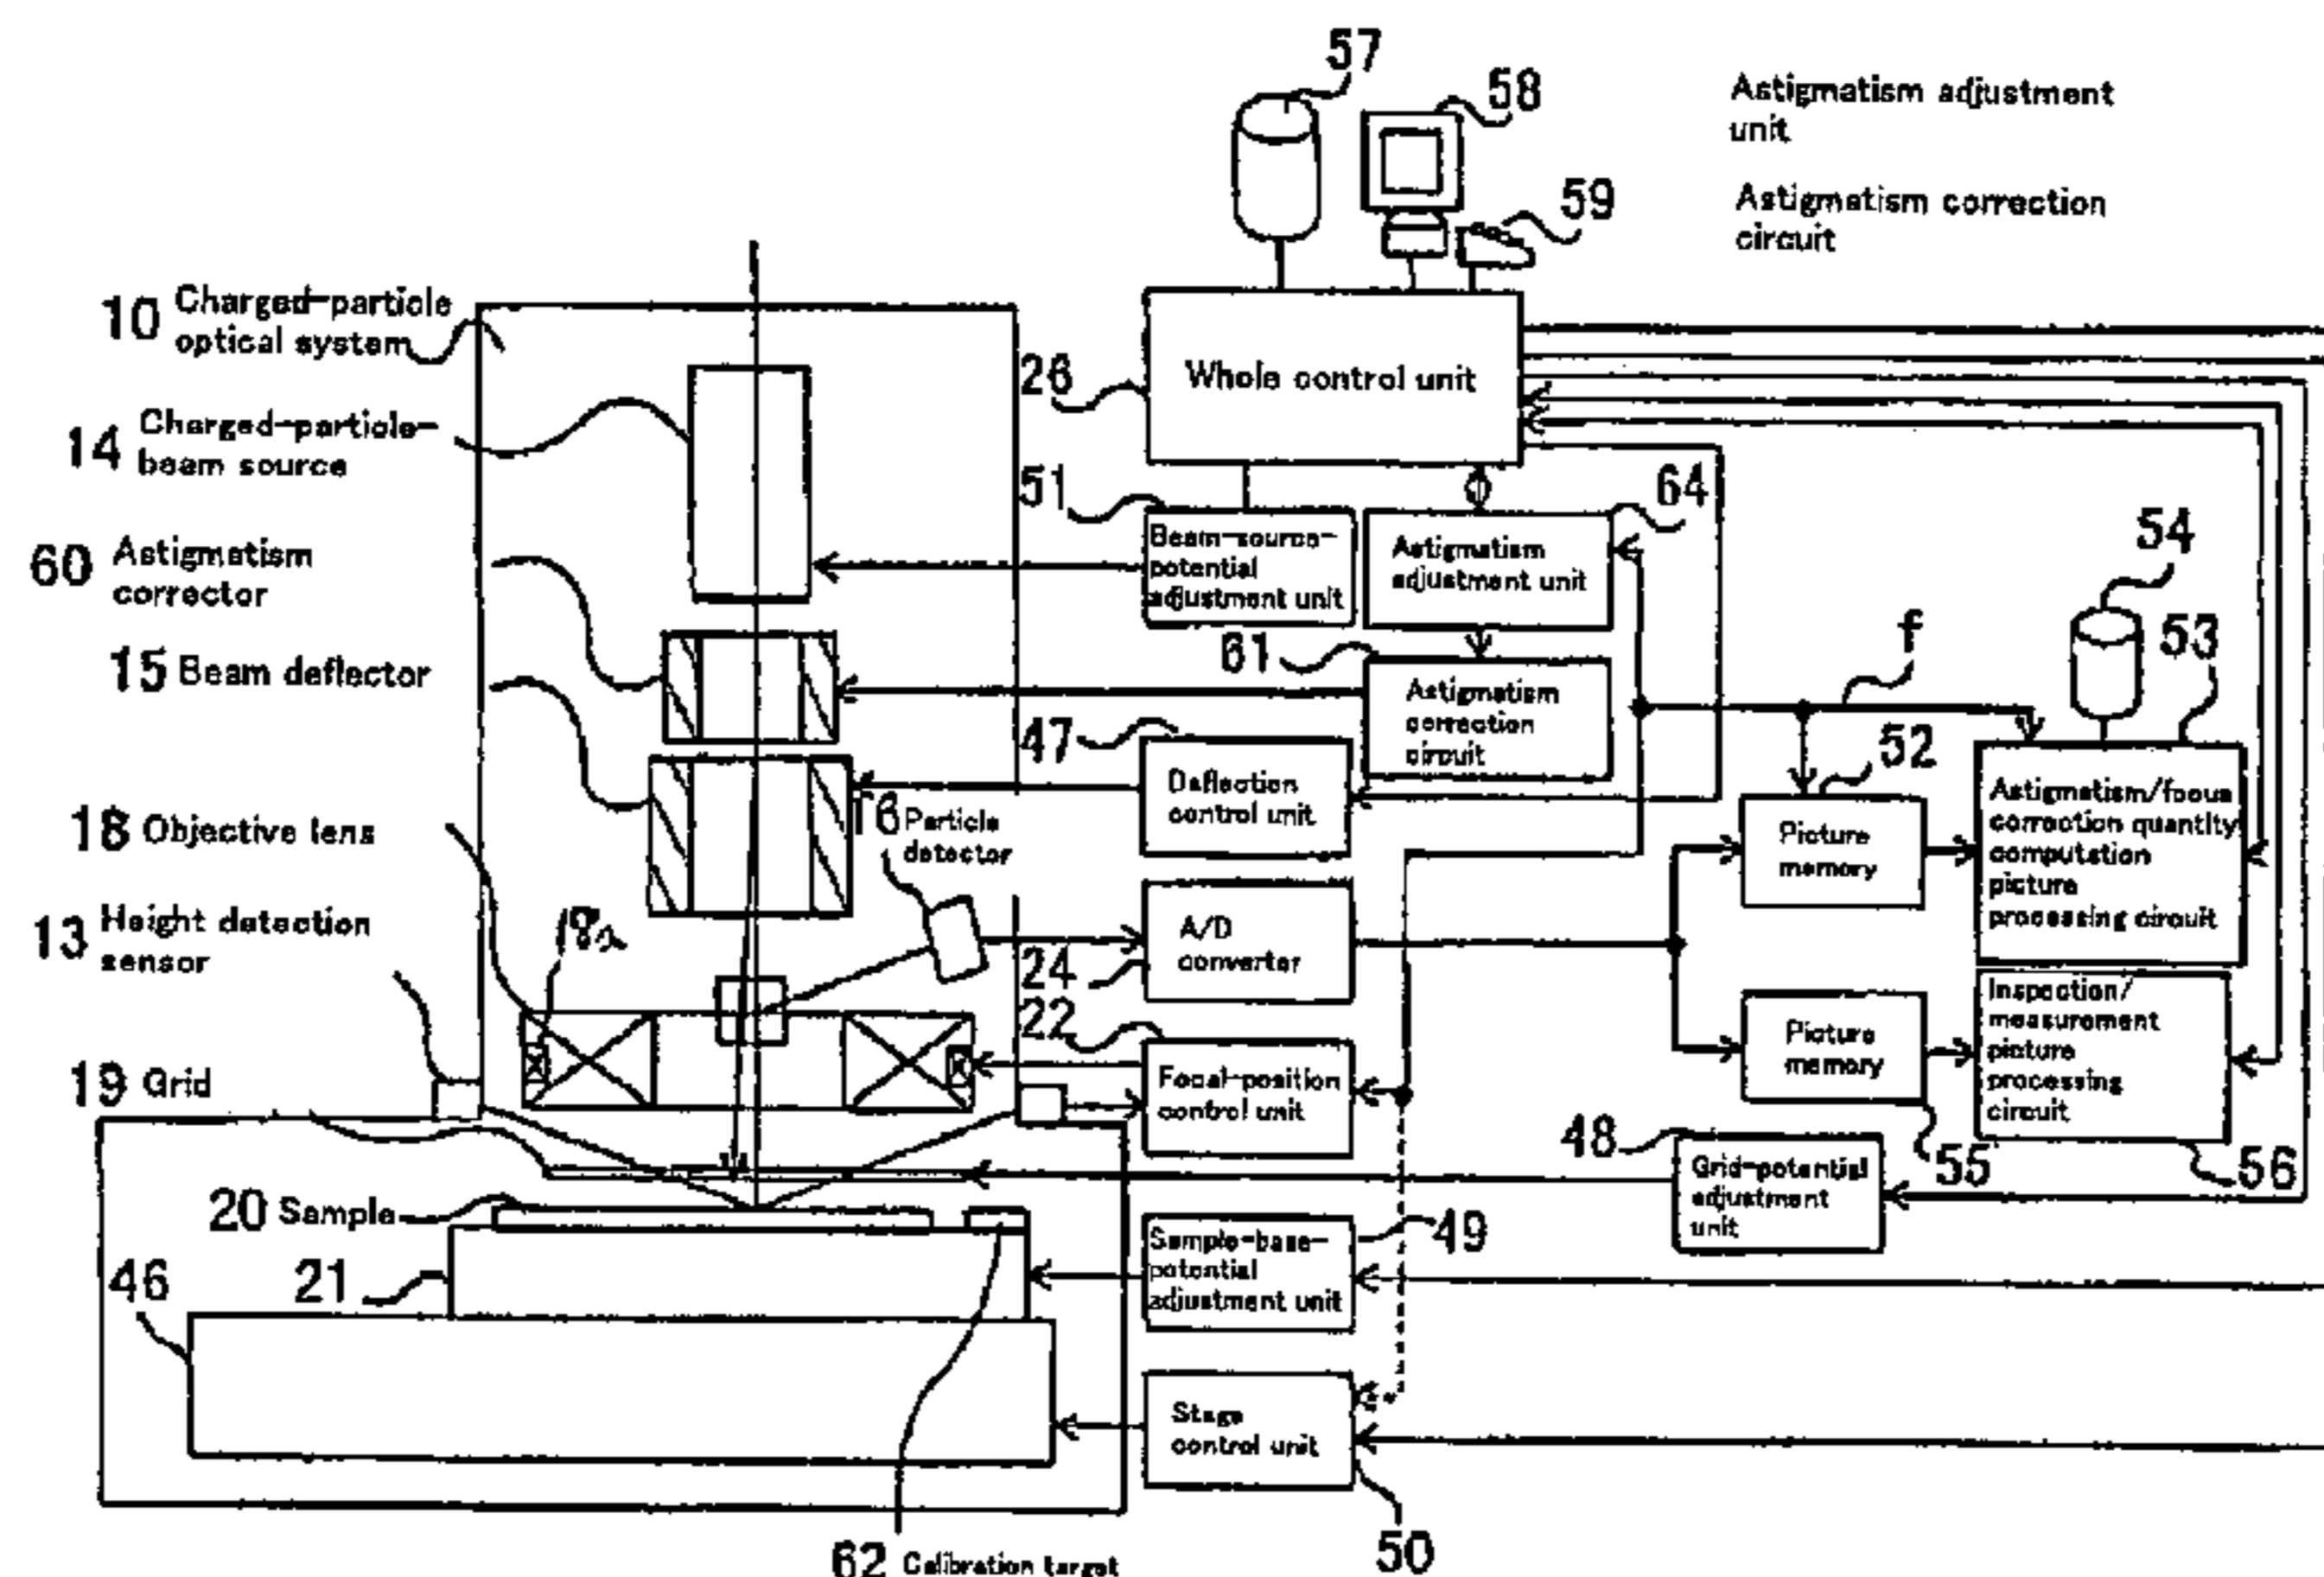 57
58
59
Astigmatism adjustment
unit
Astigmatism correction
circuit
10 Charged-particle
optical system
14 Charged-particle-
beam source
60 Astigmatism
corrector
15 Beam deflector
18 Objective lens
13 Height detection
sensor
19 Grid
20 Sample
21
46
62 Calibration target
16 Particle
detector
26
Whole control unit
51
Beam-source-
potential
adjustment unit
64
Astigmatism
adjustment unit
61
Astigmatism
correction
circuit
47
Deflection
control unit
24
A/D
converter
22
Focal-position
control unit
49
Sample-base-
potential
adjustment unit
Stage
control unit
50
f
54
53
52
Picture
memory
Astigmatism/focus
correction quantity
computation
picture
processing circuit
Picture
memory
55
Inspection/
measurement
picture
processing
circuit
56
48
Grid-potential
adjustment
unit